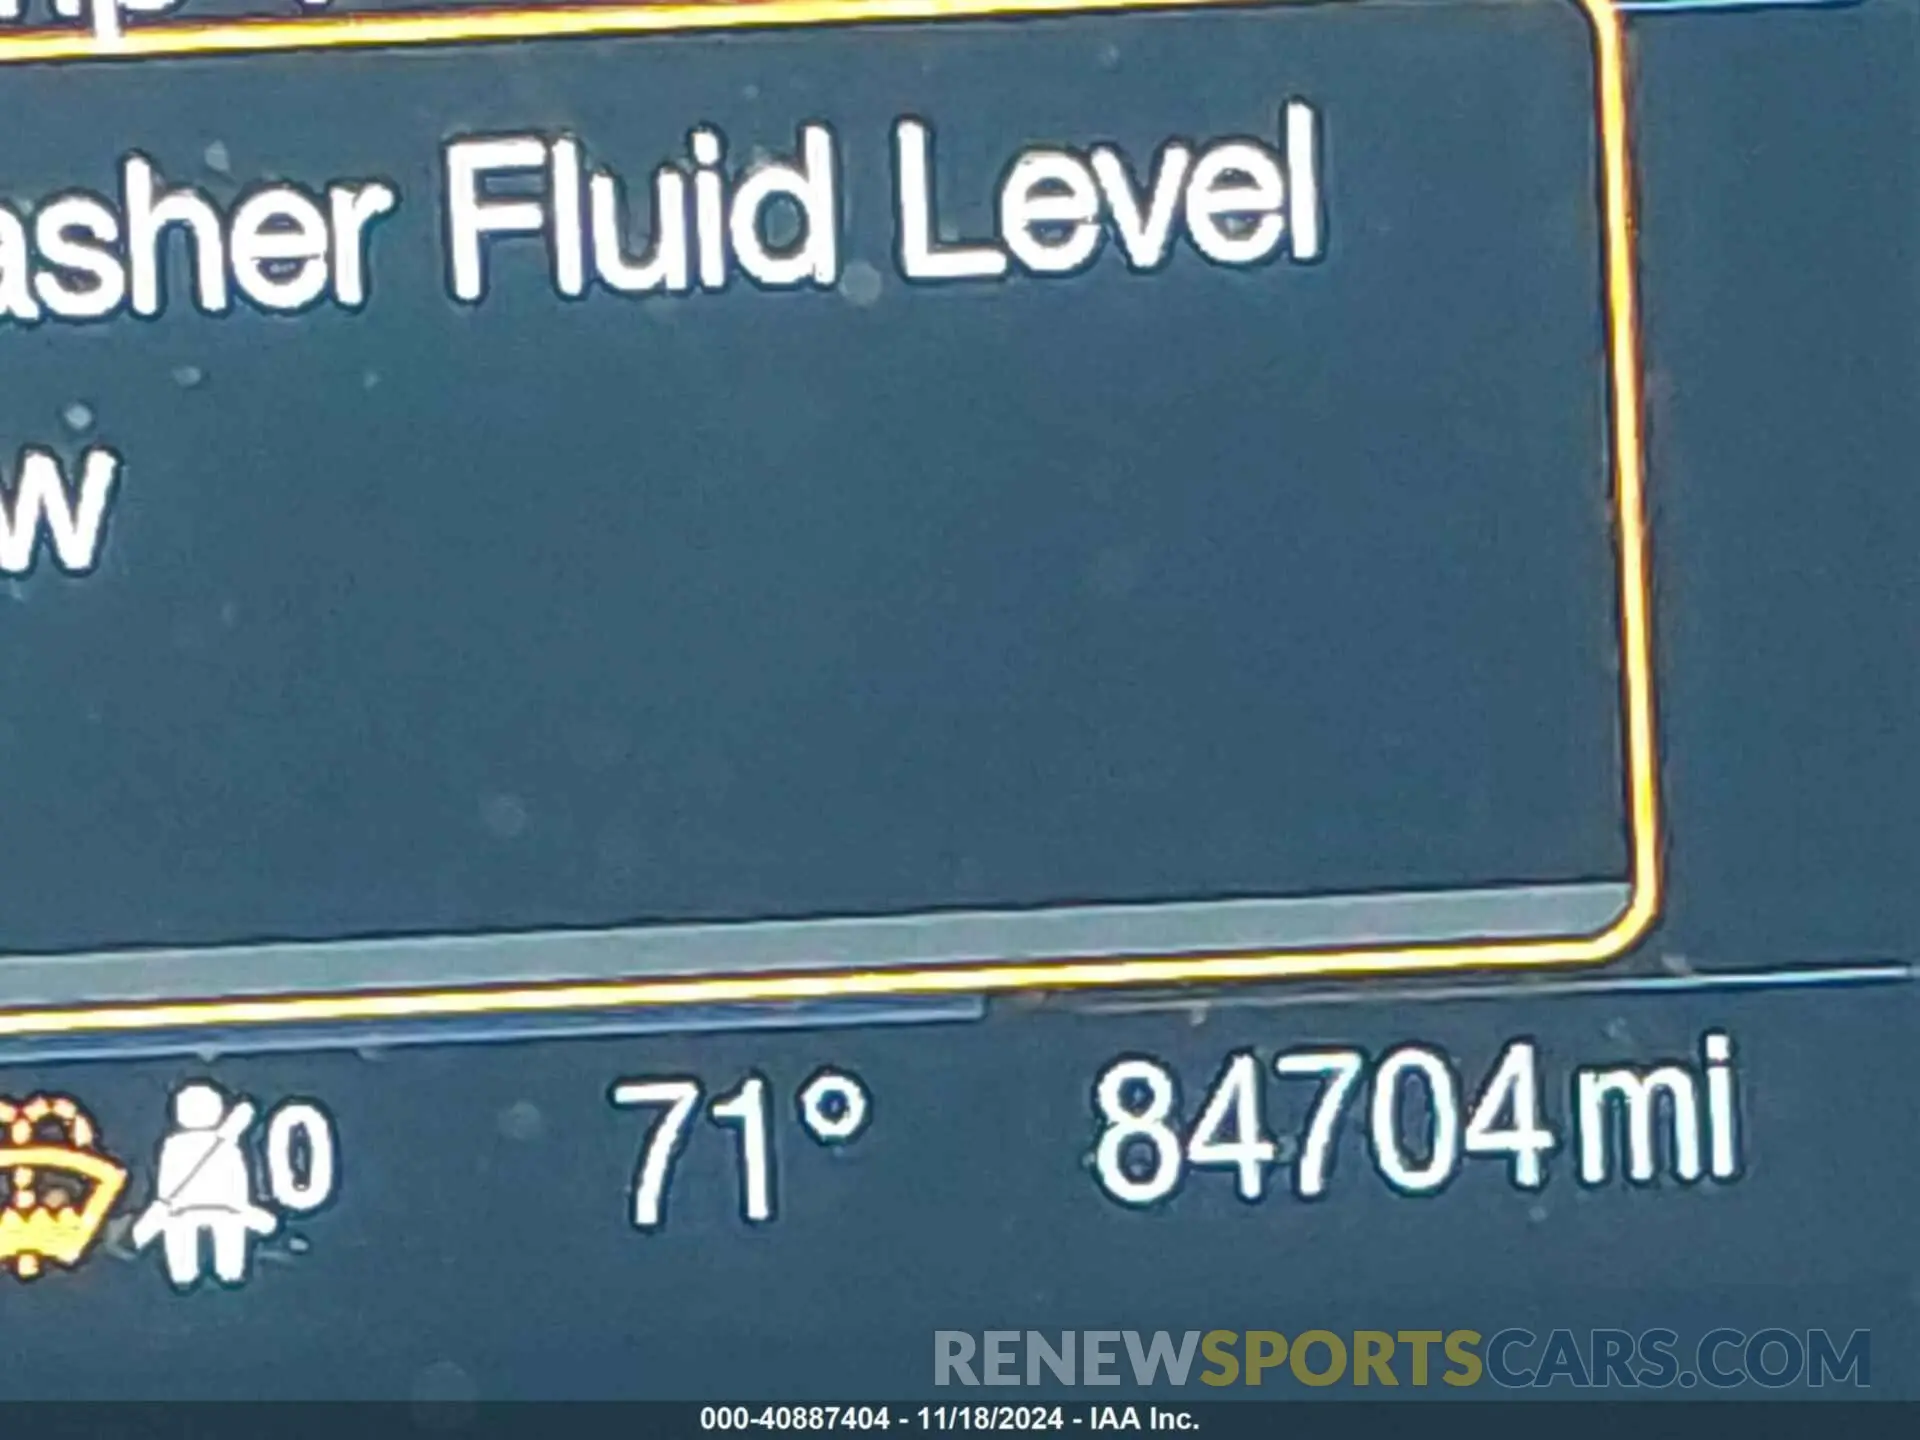 asher Fluid Level
w
0 71° 84704mi
RENEWSPORTSCARS.COM
000-40887404 - 11/18/2024 - IAA Inc.